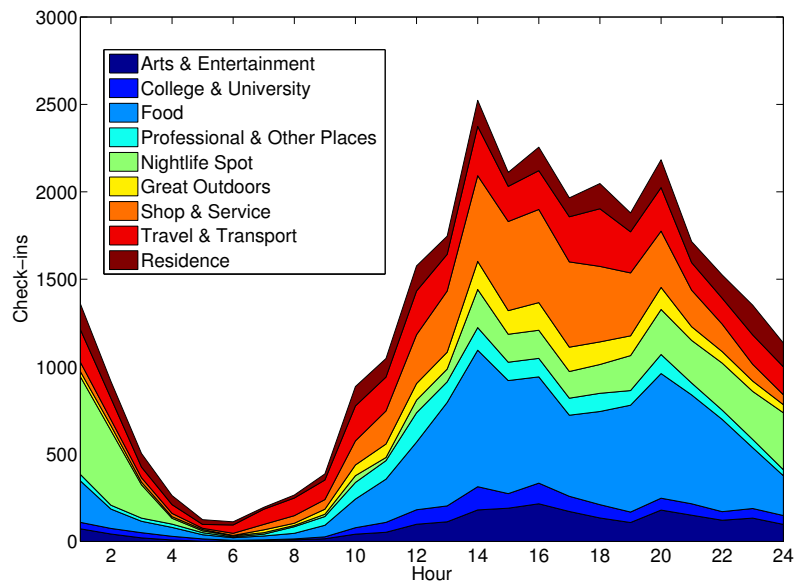 3000
2500
2000
1500
1000
500
0
Check-ins
Arts & Entertainment
College & University
Food
Professional & Other Places
Nightlife Spot
Great Outdoors
Shop & Service
Travel & Transport
Residence
2 4 6 8 10 12 14 16 18 20 22 24
Hour